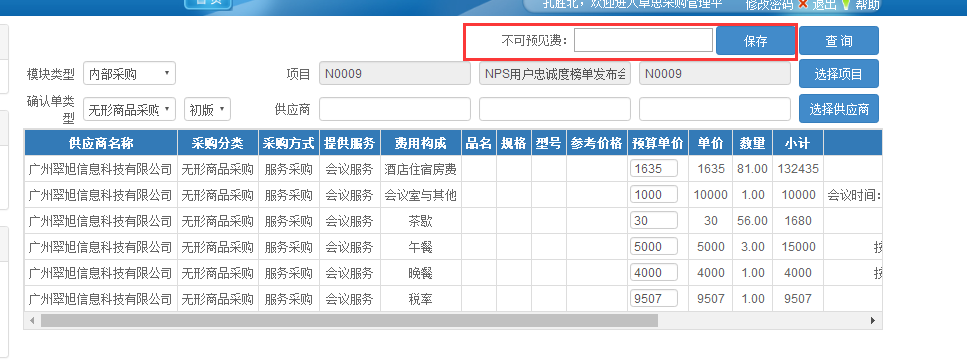 首页
孔胜北，欢迎进入卓思采购管理平 修改密码 退出 帮助
不可预见费： 保存 查 询
模块类型 内部采购 项目 N0009 NPS用户忠诚度榜单发布会 N0009 选择项目
确认单类型 无形商品采购 初版 供应商 选择供应商
供应商名称 采购分类 采购方式 提供服务 费用构成 品名 规格 型号 参考价格 预算单价 单价 数量 小计
广州翆旭信息科技有限公司 无形商品采购 服务采购 会议服务 酒店住宿房费 1635 1635 81.00 132435
广州翆旭信息科技有限公司 无形商品采购 服务采购 会议服务 会议室与其他 1000 10000 1.00 10000 会议时间：
广州翆旭信息科技有限公司 无形商品采购 服务采购 会议服务 茶歇 30 30 56.00 1680
广州翆旭信息科技有限公司 无形商品采购 服务采购 会议服务 午餐 5000 5000 3.00 15000 按
广州翆旭信息科技有限公司 无形商品采购 服务采购 会议服务 晚餐 4000 4000 1.00 4000 按
广州翆旭信息科技有限公司 无形商品采购 服务采购 会议服务 税率 9507 9507 1.00 9507